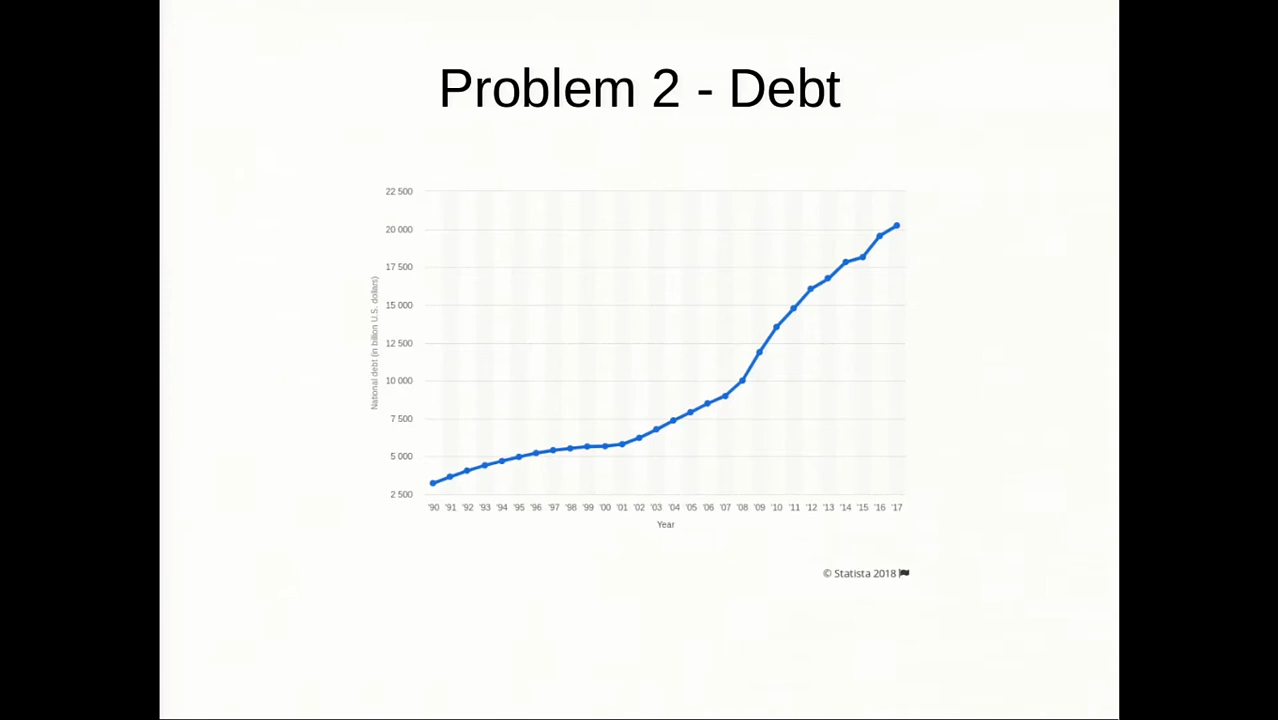 Problem 2 - Debt
22 500
20 000
17 500
15 000
12 500
10 000
7 500
5 000
2 500
National debt (in billion U.S. dollars)
'90 '91 '92 '93 '94 '95 '96 '97 '98 '99 '00 '01 '02 '03 '04 '05 '06 '07 '08 '09 '10 '11 '12 '13 '14 '15 '16 '17
Year
© Statista 2018